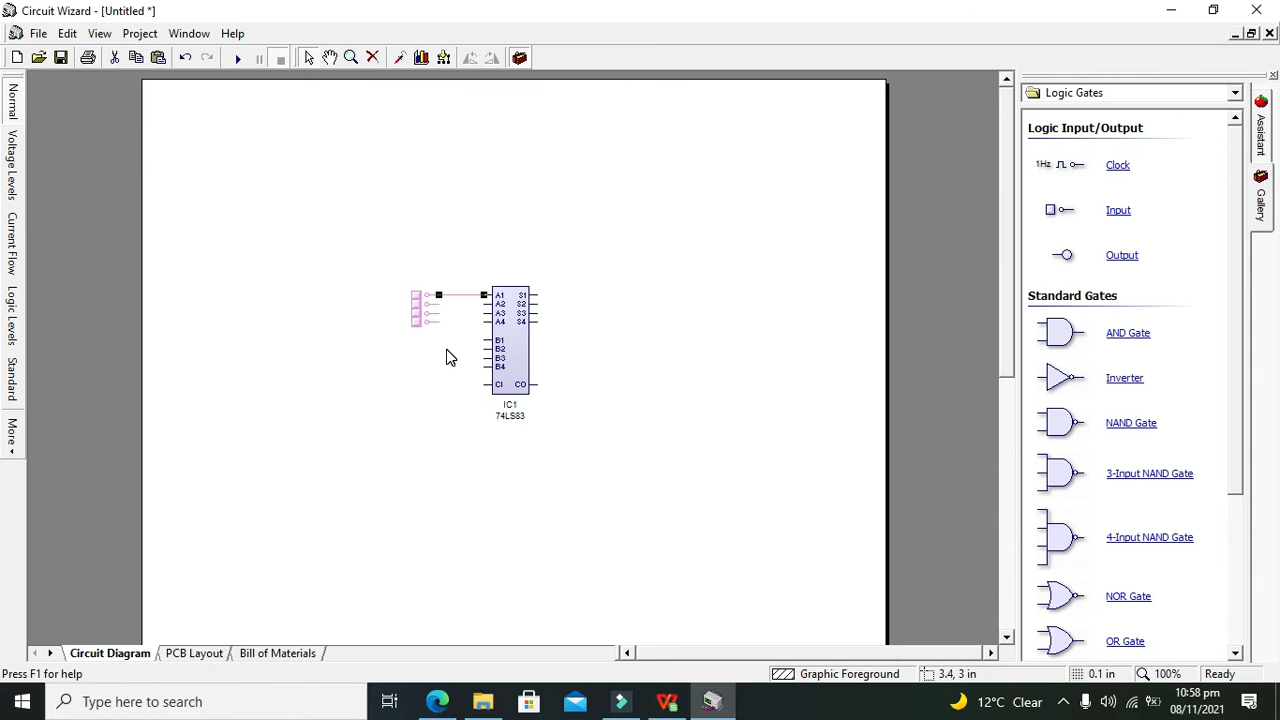 Circuit Wizard - [Untitled *]
File Edit View Project Window Help
Normal
Voltage Levels
Current Flow
Logic Levels
Standard
More
Logic Gates
Logic Input/Output
1Hz Clock
Input
Output
Standard Gates
AND Gate
Inverter
NAND Gate
3-Input NAND Gate
4-Input NAND Gate
NOR Gate
OR Gate
Assistant
Gallery
A1 S1
A2 S2
A3 S3
A4 S4
B1
B2
B3
B4
CI CO
IC1
74LS83
Circuit Diagram PCB Layout Bill of Materials
Press F1 for help Graphic Foreground 3.4, 3 in 0.1 in 100% Ready
Type here to search 12°C Clear 10:58 pm
08/11/2021